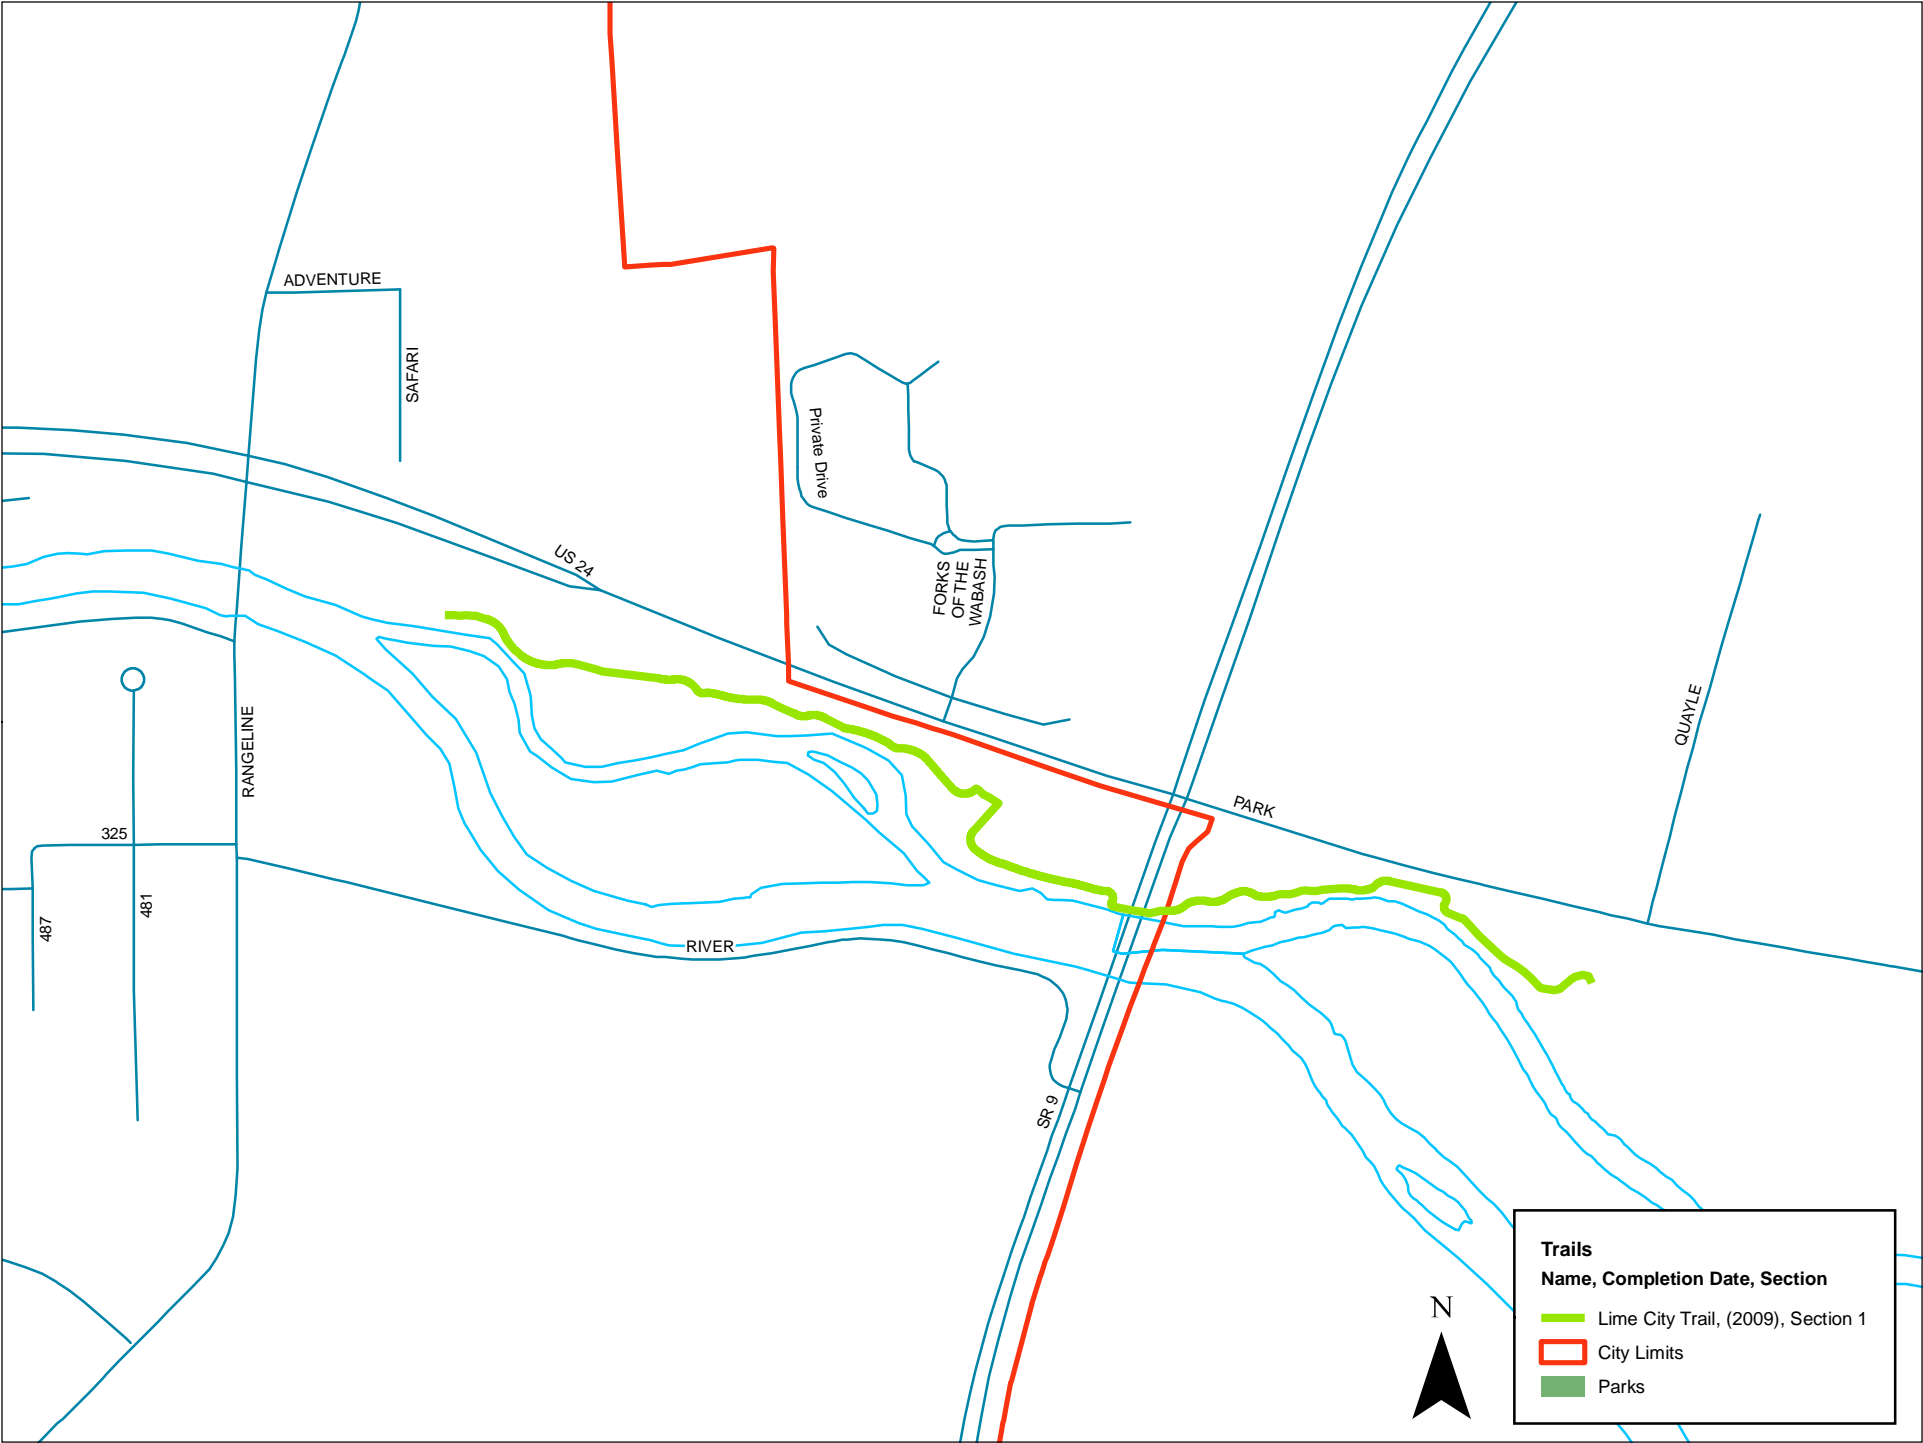 ADVENTURE
SAFARI
Private Drive
US 24
FORKS
OF THE
WABASH
RANGELINE
QUAYLE
PARK
325
481
487
RIVER
SR 9
N
Trails
Name, Completion Date, Section
Lime City Trail, (2009), Section 1
City Limits
Parks